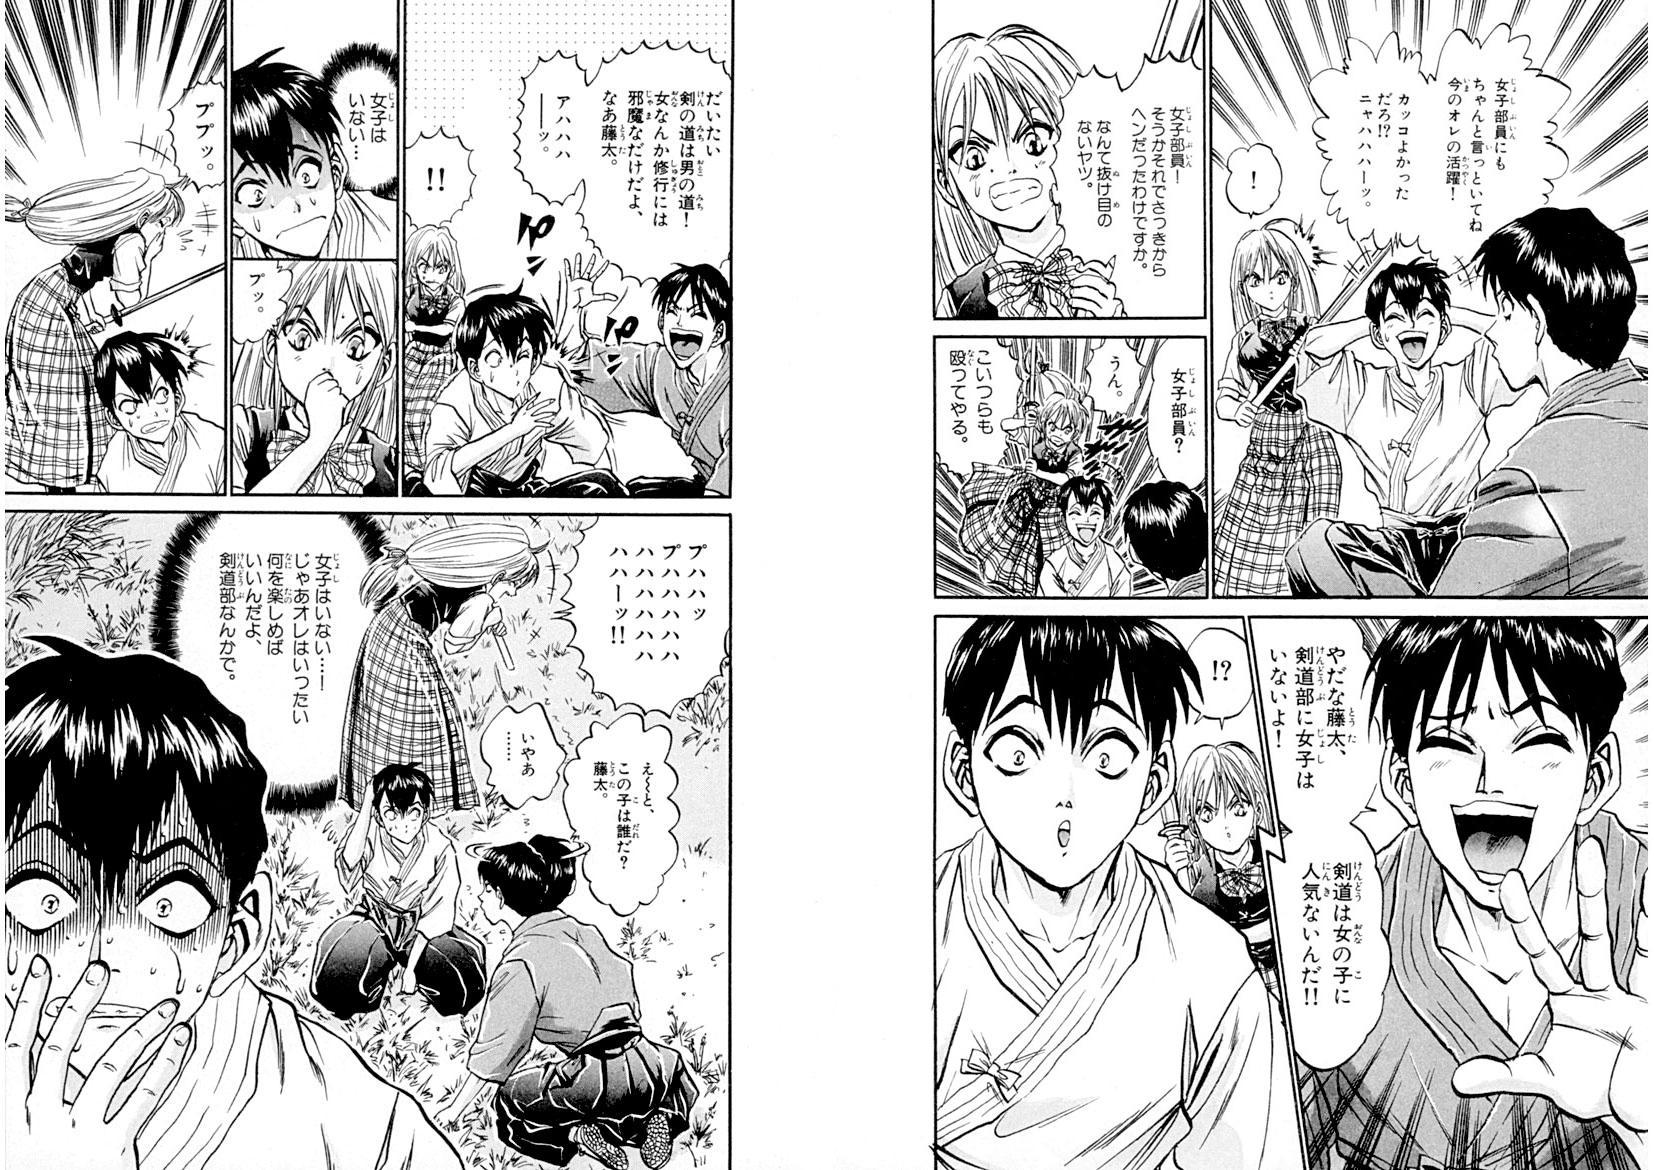 女子部員にも
ちゃんと言っといてね
今のオレの活躍！
カッコよかった
だろ！？
ニャハハハーッ。
！
女子部員！
そうかそれでさっきから
ヘンだったわけですか。
なんて抜け目の
ないヤツ。
女子部員？
うん。
こいつらも
殴ってやる。
やだな藤太、
剣道部に女子は
いないよ！
剣道は女の子に
人気ないんだ！！
！？
だいたい
剣の道は男の道！
女なんか修行には
邪魔なだけだよ、
なあ藤太。
アハハハ
ーーッ。
！！
女子は
いない…
プッ。
ププッ。
プハハッ
プハハハハハ
ハハハハハハ
ハハーッ！！
え〜と、
この子は誰だ？
藤太。
いやあ
……
女子はいない…！
じゃあオレはいったい
何を楽しめば
いいんだよ、
剣道部なんかで。